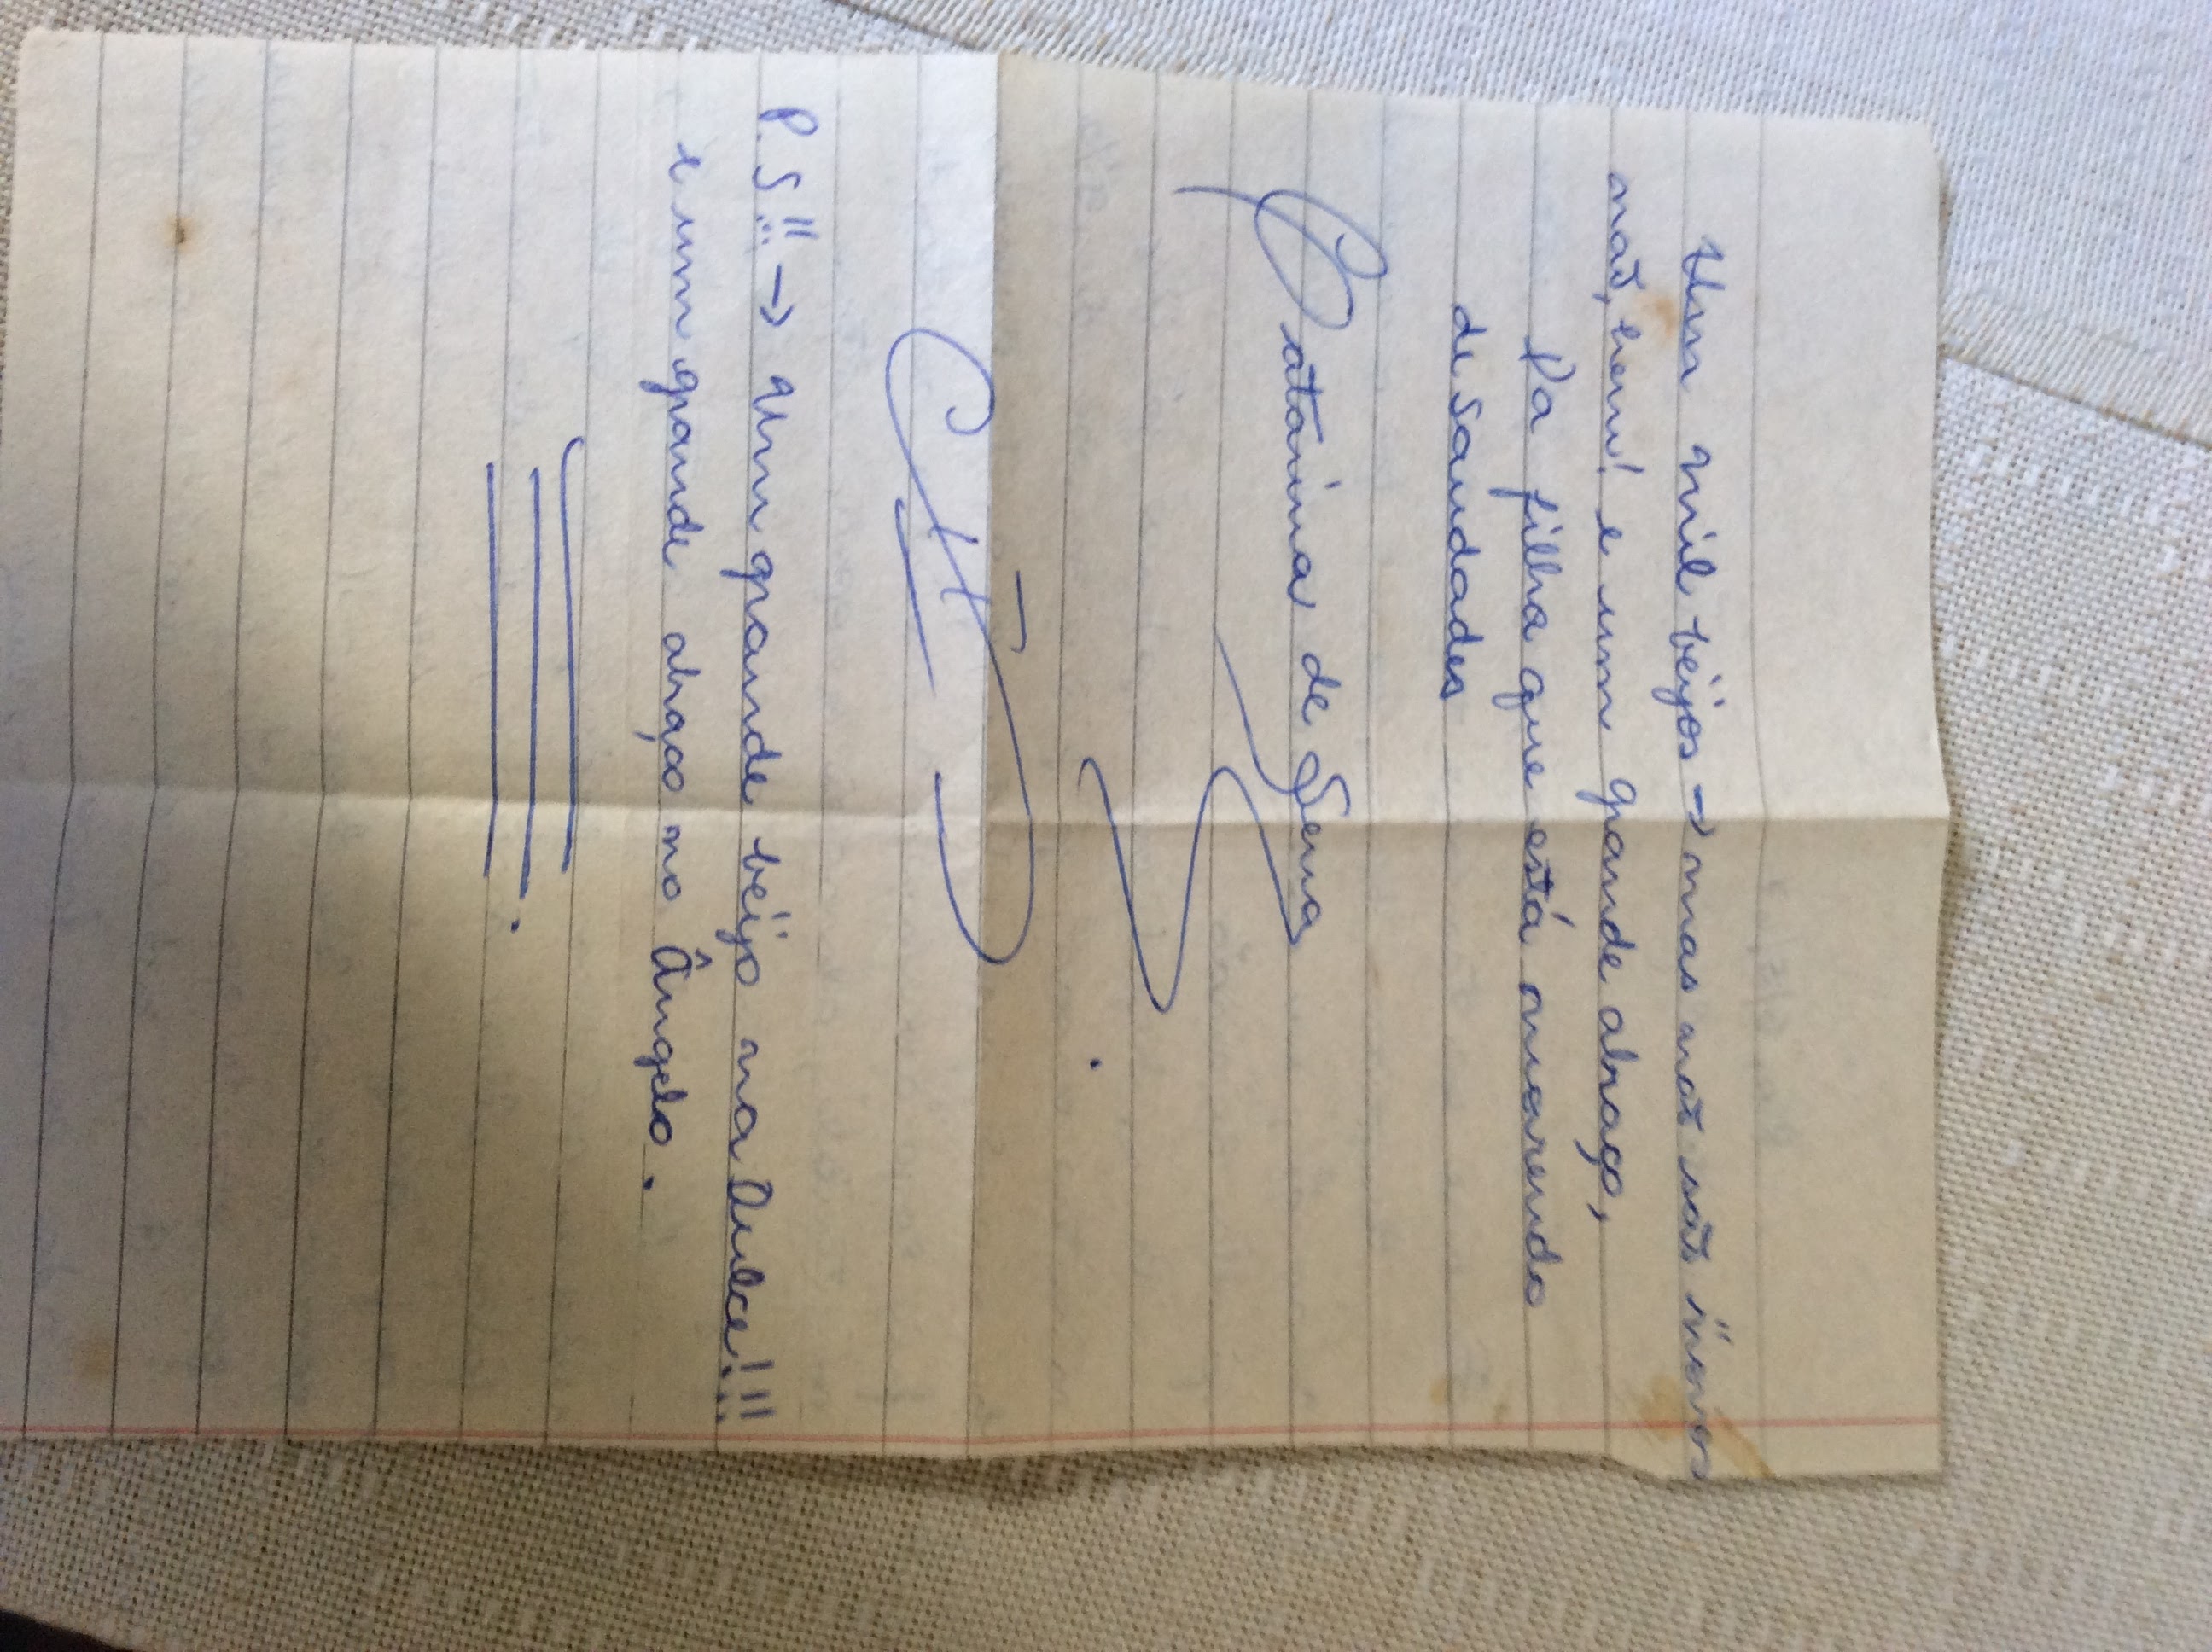 Um mil beijos → mas não são
não, hem! e um grande abraço,
Da filha que está morrendo
de saudades
Catarina de Sena
P.S!! → Um grande beijo na Dulce!!!
e um grande abraço no Ângelo.